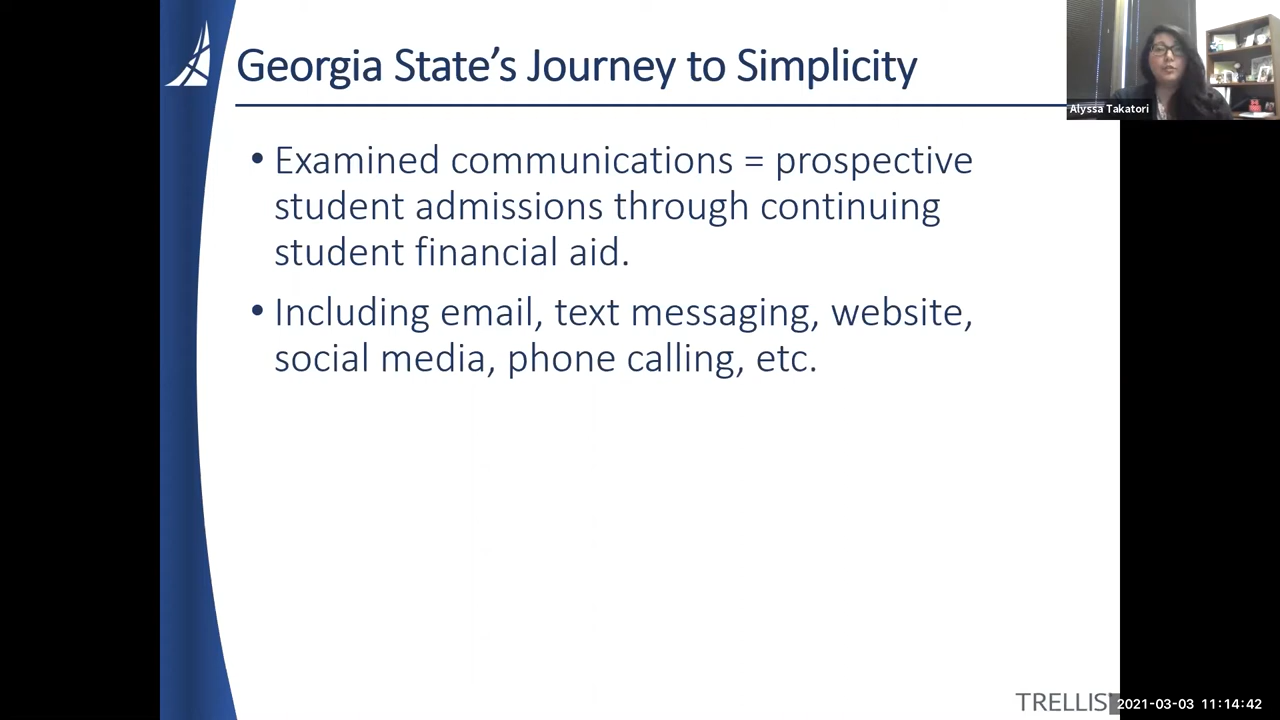 Georgia State's Journey to Simplicity
Alyssa Takatori
• Examined communications = prospective
student admissions through continuing
student financial aid.
• Including email, text messaging, website,
social media, phone calling, etc.
TRELLIS
2021-03-03 11:14:42